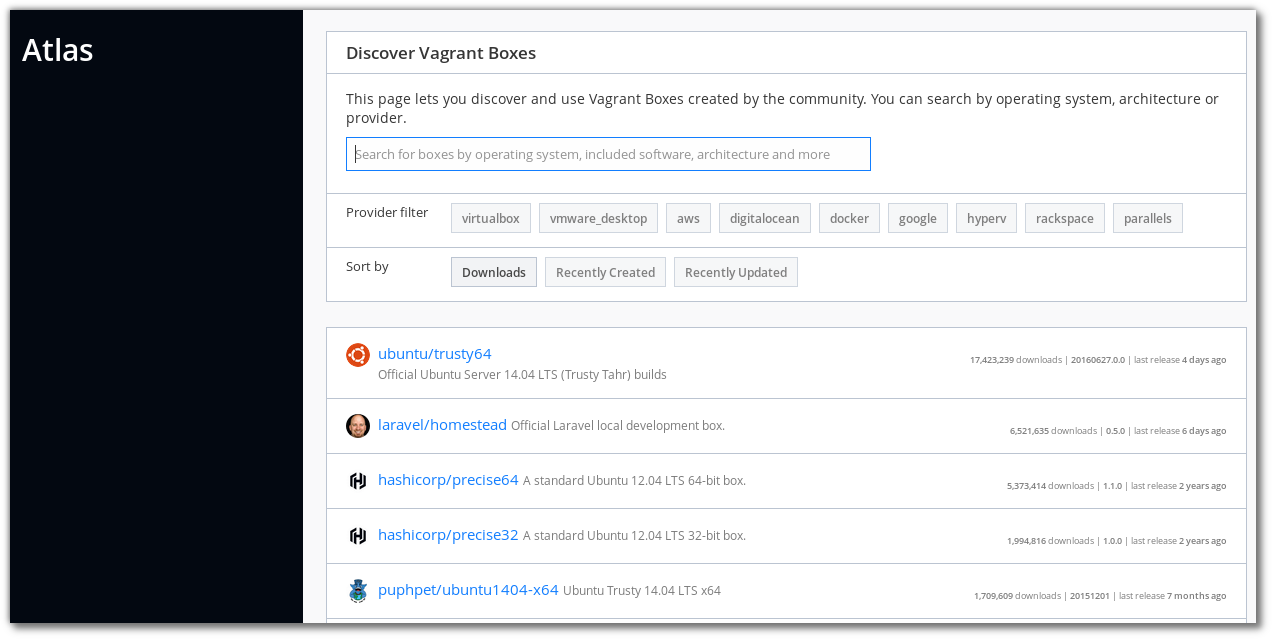 Atlas
Discover Vagrant Boxes
This page lets you discover and use Vagrant Boxes created by the community. You can search by operating system, architecture or
provider.
Search for boxes by operating system, included software, architecture and more
Provider filter virtualbox vmware_desktop aws digitalocean docker google hyperv rackspace parallels
Sort by Downloads Recently Created Recently Updated
ubuntu/trusty64 17,423,239 downloads | 20160627.0.0 | last release 4 days ago
Official Ubuntu Server 14.04 LTS (Trusty Tahr) builds
laravel/homestead Official Laravel local development box. 6,521,635 downloads | 0.5.0 | last release 6 days ago
hashicorp/precise64 A standard Ubuntu 12.04 LTS 64-bit box. 5,373,414 downloads | 1.1.0 | last release 2 years ago
hashicorp/precise32 A standard Ubuntu 12.04 LTS 32-bit box. 1,994,816 downloads | 1.0.0 | last release 2 years ago
puphpet/ubuntu1404-x64 Ubuntu Trusty 14.04 LTS x64 1,709,609 downloads | 20151201 | last release 7 months ago